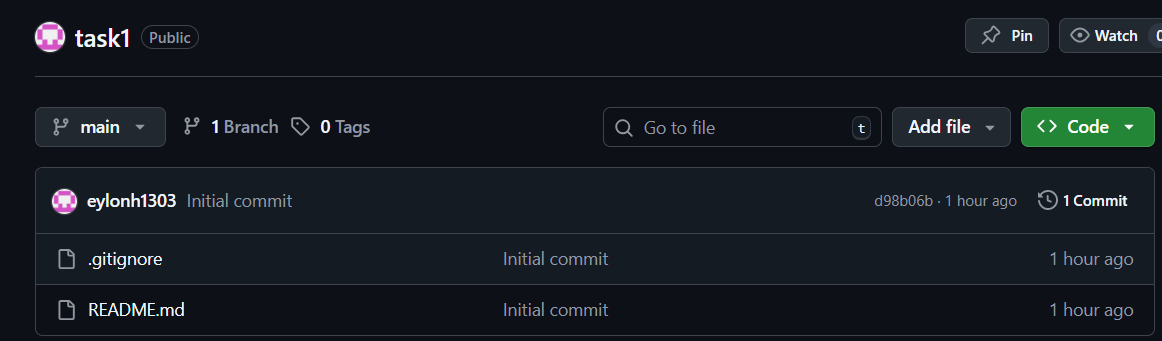 task1 Public Pin Watch 0
main 1 Branch 0 Tags Go to file t Add file Code
eylonh1303 Initial commit d98b06b · 1 hour ago 1 Commit
.gitignore Initial commit 1 hour ago
README.md Initial commit 1 hour ago